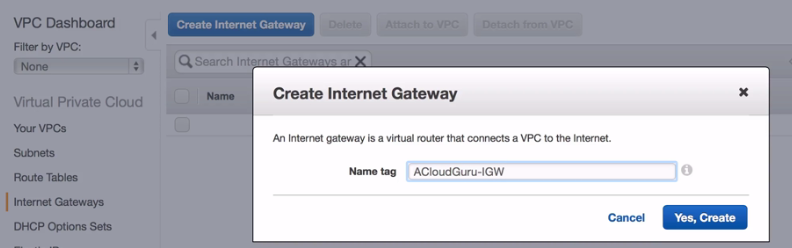 VPC Dashboard
Filter by VPC:
None
Virtual Private Cloud
Your VPCs
Subnets
Route Tables
Internet Gateways
DHCP Options Sets
Create Internet Gateway
Delete
Attach to VPC
Detach from VPC
Search Internet Gateways an
Name
Create Internet Gateway
An Internet gateway is a virtual router that connects a VPC to the Internet.
Name tag
ACloudGuru-IGW
Cancel
Yes, Create